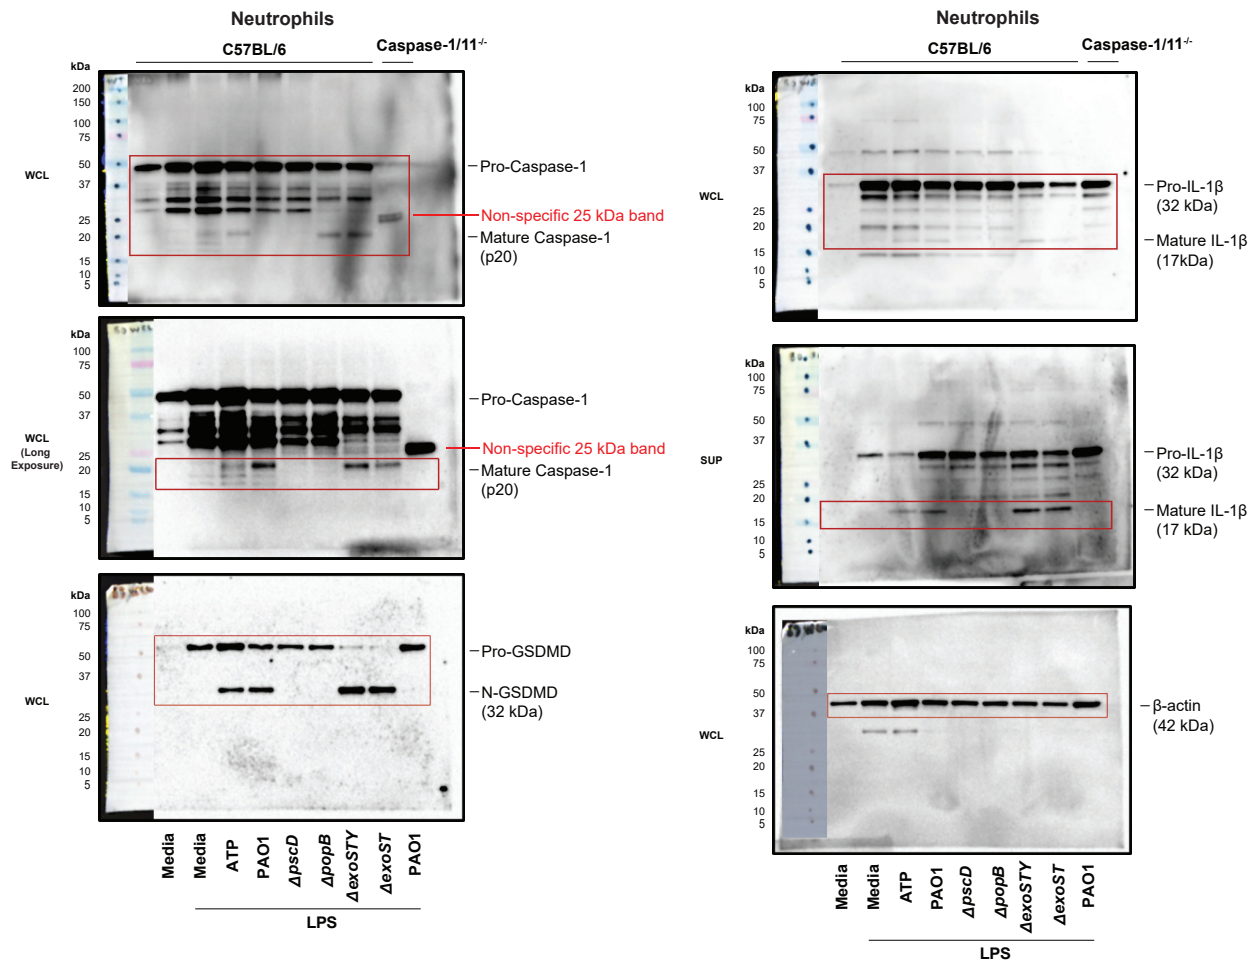 Neutrophils
C57BL/6
Caspase-1/11-/-
kDa
200
150
100
75
50
37
25
20
15
10
5
WCL
Pro-Caspase-1
Non-specific 25 kDa band
Mature Caspase-1
(p20)
kDa
100
75
50
37
25
20
15
10
5
WCL
(Long
Exposure)
Pro-Caspase-1
Non-specific 25 kDa band
Mature Caspase-1
(p20)
kDa
100
75
50
37
25
20
15
10
5
WCL
Pro-GSDMD
N-GSDMD
(32 kDa)
Media
Media
ATP
PAO1
ΔpscD
ΔpopB
ΔexoSTY
ΔexoST
PAO1
LPS
Neutrophils
C57BL/6
Caspase-1/11-/-
kDa
100
75
50
37
25
20
15
10
5
WCL
Pro-IL-1β
(32 kDa)
Mature IL-1β
(17kDa)
kDa
100
75
50
37
25
20
15
10
5
SUP
Pro-IL-1β
(32 kDa)
Mature IL-1β
(17 kDa)
kDa
100
75
50
37
25
20
15
10
5
WCL
β-actin
(42 kDa)
Media
Media
ATP
PAO1
ΔpscD
ΔpopB
ΔexoSTY
ΔexoST
PAO1
LPS